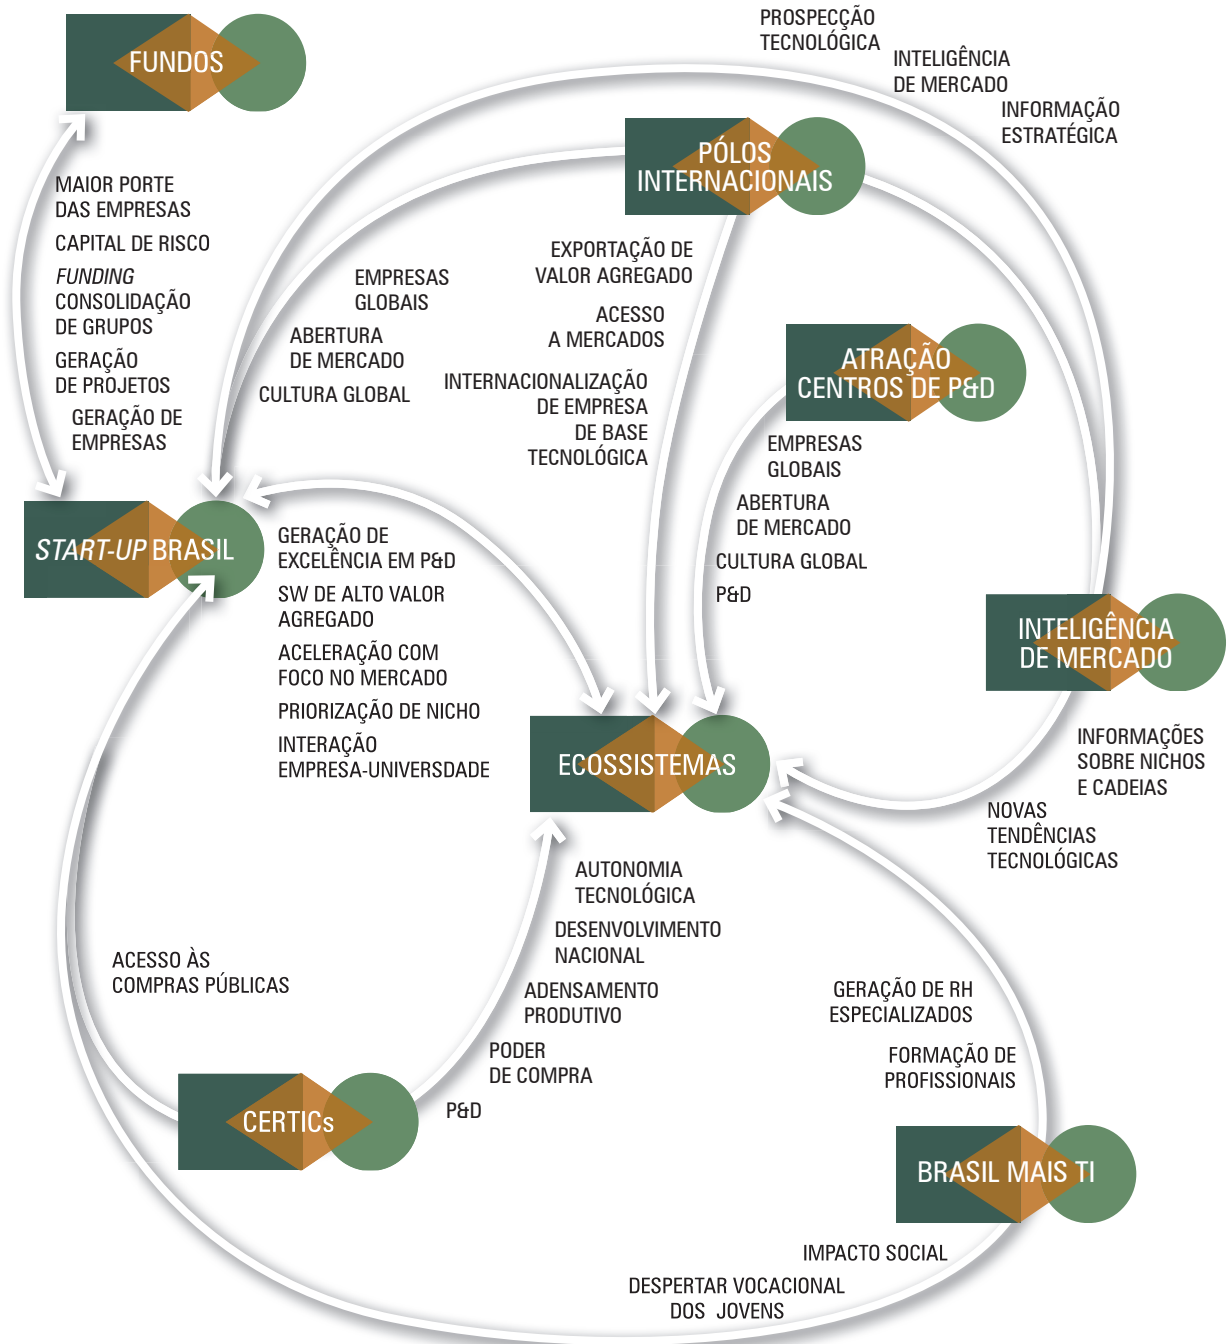 FUNDOS
PROSPECÇÃO
TECNOLÓGICA
INTELIGÊNCIA
DE MERCADO
INFORMAÇÃO
ESTRATÉGICA
PÓLOS
INTERNACIONAIS
MAIOR PORTE
DAS EMPRESAS
CAPITAL DE RISCO
FUNDING
CONSOLIDAÇÃO
DE GRUPOS
GERAÇÃO
DE PROJETOS
GERAÇÃO DE
EMPRESAS
EMPRESAS
GLOBAIS
ABERTURA
DE MERCADO
CULTURA GLOBAL
EXPORTAÇÃO DE
VALOR AGREGADO
ACESSO
A MERCADOS
INTERNACIONALIZAÇÃO
DE EMPRESA
DE BASE
TECNOLÓGICA
ATRAÇÃO
CENTROS DE P&D
EMPRESAS
GLOBAIS
ABERTURA
DE MERCADO
CULTURA GLOBAL
P&D
START-UP BRASIL
GERAÇÃO DE
EXCELÊNCIA EM P&D
SW DE ALTO VALOR
AGREGADO
ACELERAÇÃO COM
FOCO NO MERCADO
PRIORIZAÇÃO DE NICHO
INTERAÇÃO
EMPRESA-UNIVERSDADE
INTELIGÊNCIA
DE MERCADO
ECOSSISTEMAS
INFORMAÇÕES
SOBRE NICHOS
E CADEIAS
NOVAS
TENDÊNCIAS
TECNOLÓGICAS
AUTONOMIA
TECNOLÓGICA
DESENVOLVIMENTO
NACIONAL
ADENSAMENTO
PRODUTIVO
PODER
DE COMPRA
P&D
ACESSO ÀS
COMPRAS PÚBLICAS
CERTICs
GERAÇÃO DE RH
ESPECIALIZADOS
FORMAÇÃO DE
PROFISSIONAIS
BRASIL MAIS TI
IMPACTO SOCIAL
DESPERTAR VOCACIONAL
DOS JOVENS